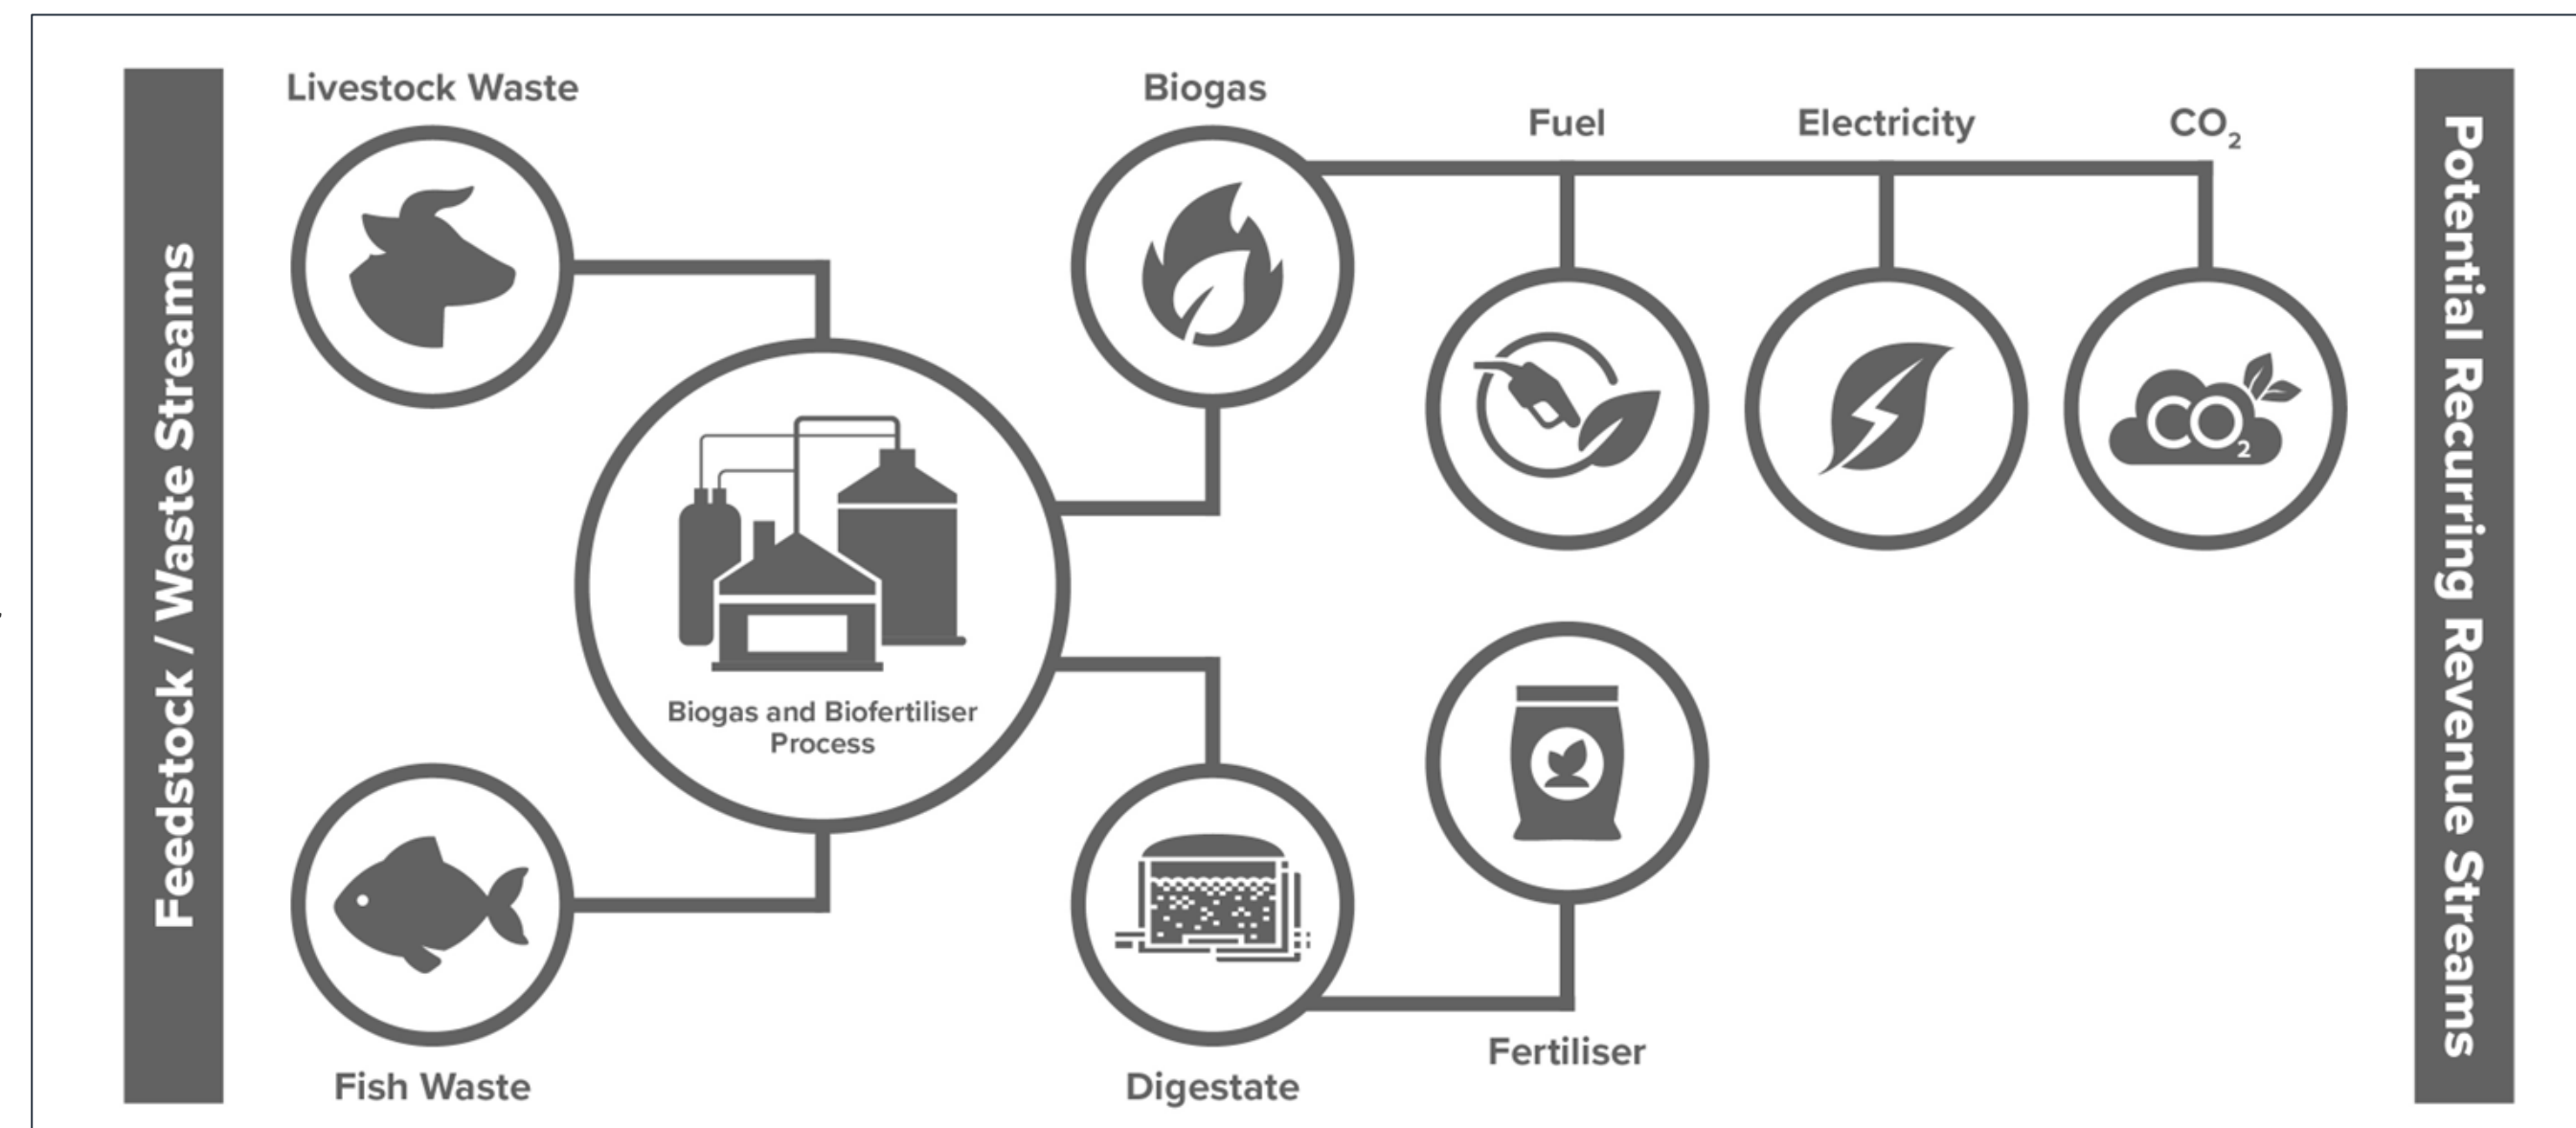 Feedstock / Waste Streams
Livestock Waste
Biogas
Fuel
Electricity
CO₂
CO₂
Biogas and Biofertiliser
Process
Fish Waste
Digestate
Fertiliser
Potential Recurring Revenue Streams